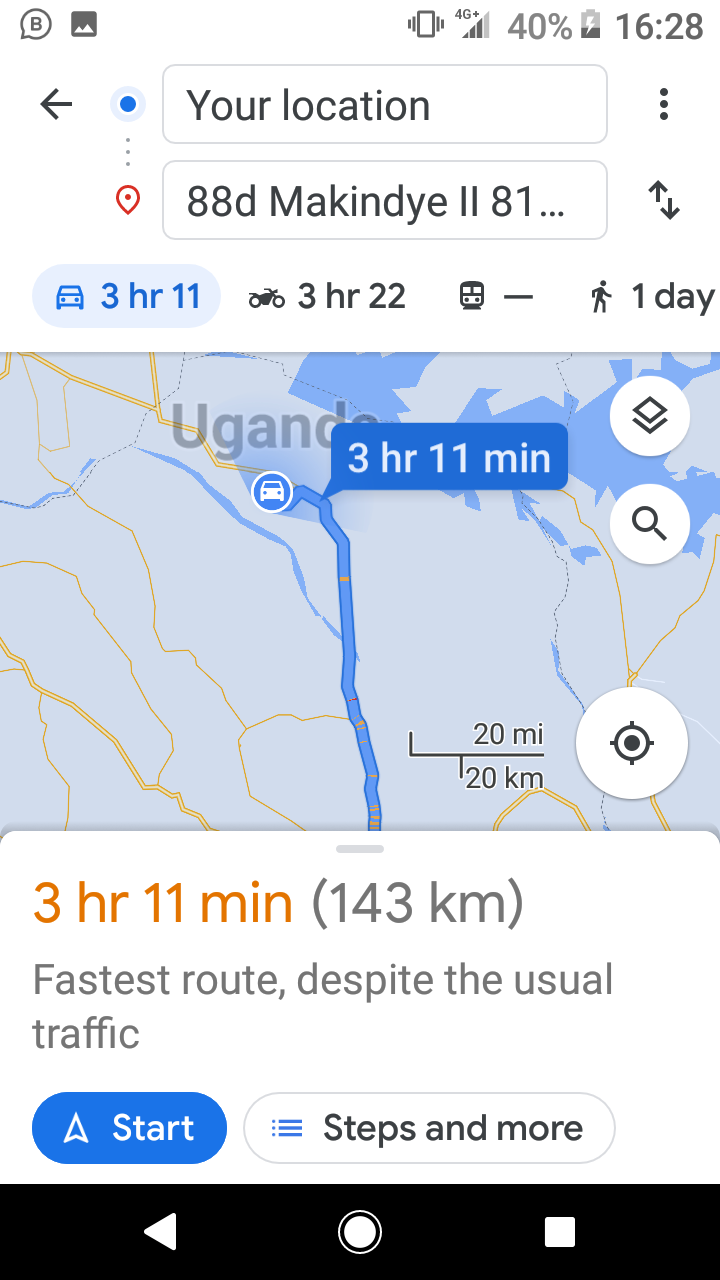 B
4G+ 40% 16:28
Your location
88d Makindye II 81...
3 hr 11 3 hr 22 — 1 day
Uganda
3 hr 11 min
20 mi
20 km
3 hr 11 min (143 km)
Fastest route, despite the usual
traffic
Start Steps and more